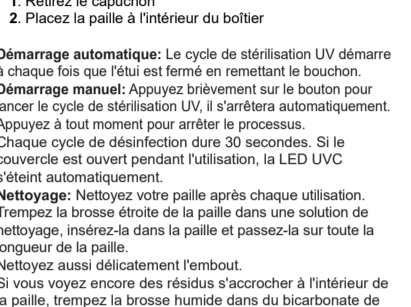 1. Retirez le capuchon
2. Placez la paille à l'intérieur du boîtier
Démarrage automatique: Le cycle de stérilisation UV démarre
à chaque fois que l'étui est fermé en remettant le bouchon.
Démarrage manuel: Appuyez brièvement sur le bouton pour
lancer le cycle de stérilisation UV, il s'arrêtera automatiquement.
Appuyez à tout moment pour arrêter le processus.
Chaque cycle de désinfection dure 30 secondes. Si le
couvercle est ouvert pendant l'utilisation, la LED UVC
s'éteint automatiquement.
Nettoyage: Nettoyez votre paille après chaque utilisation.
Trempez la brosse étroite de la paille dans une solution de
nettoyage, insérez-la dans la paille et passez-la sur toute la
longueur de la paille.
Nettoyez aussi délicatement l'embout.
Si vous voyez encore des résidus s'accrocher à l'intérieur de
la paille, trempez la brosse humide dans du bicarbonate de